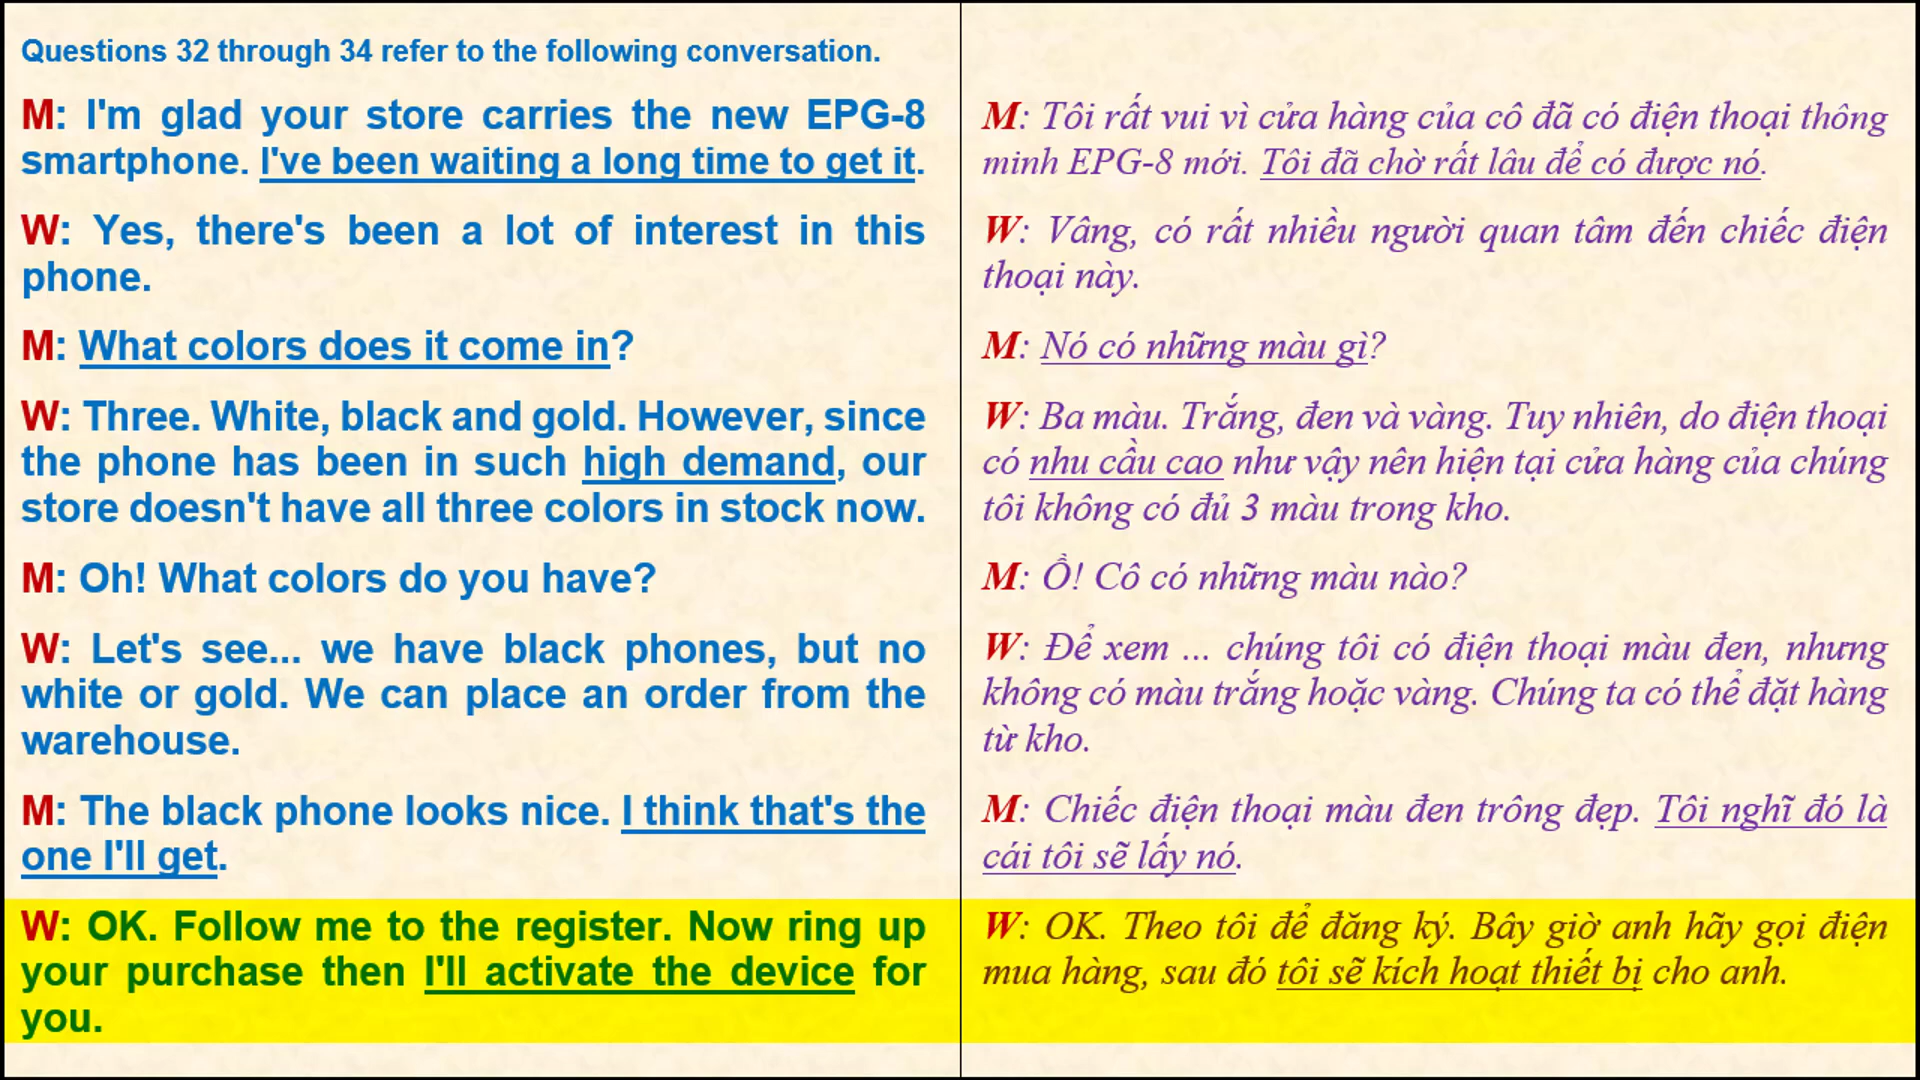 Questions 32 through 34 refer to the following conversation.
M: I'm glad your store carries the new EPG-8
smartphone. I've been waiting a long time to get it.
W: Yes, there's been a lot of interest in this
phone.
M: What colors does it come in?
W: Three. White, black and gold. However, since
the phone has been in such high demand, our
store doesn't have all three colors in stock now.
M: Oh! What colors do you have?
W: Let's see... we have black phones, but no
white or gold. We can place an order from the
warehouse.
M: The black phone looks nice. I think that's the
one I'll get.
W: OK. Follow me to the register. Now ring up
your purchase then I'll activate the device for
you.
M: Tôi rất vui vì cửa hàng của cô đã có điện thoại thông
minh EPG-8 mới. Tôi đã chờ rất lâu để có được nó.
W: Vâng, có rất nhiều người quan tâm đến chiếc điện
thoại này.
M: Nó có những màu gì?
W: Ba màu. Trắng, đen và vàng. Tuy nhiên, do điện thoại
có nhu cầu cao như vậy nên hiện tại cửa hàng của chúng
tôi không có đủ 3 màu trong kho.
M: Ồ! Cô có những màu nào?
W: Để xem ... chúng tôi có điện thoại màu đen, nhưng
không có màu trắng hoặc vàng. Chúng ta có thể đặt hàng
từ kho.
M: Chiếc điện thoại màu đen trông đẹp. Tôi nghĩ đó là
cái tôi sẽ lấy nó.
W: OK. Theo tôi để đăng ký. Bây giờ anh hãy gọi điện
mua hàng, sau đó tôi sẽ kích hoạt thiết bị cho anh.